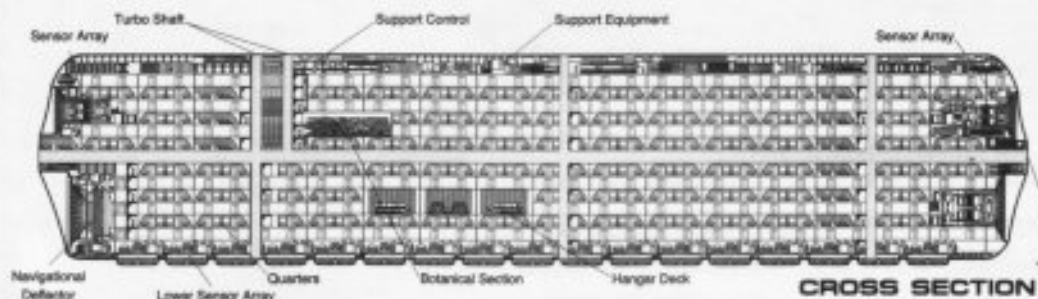 Turbo Shaft
Support Control
Support Equipment
Sensor Array
Sensor Array
Navigational
Deflector
Lower Sensor Array
Quarters
Botanical Section
Hangar Deck
CROSS SECTION